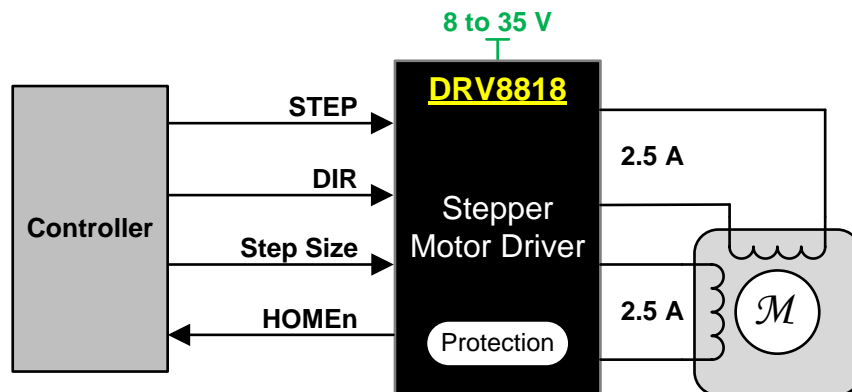 8 to 35 V
DRV8818
STEP
2.5 A
DIR
Controller
Stepper
Motor Driver
Step Size
HOMEn
2.5 A
M
Protection